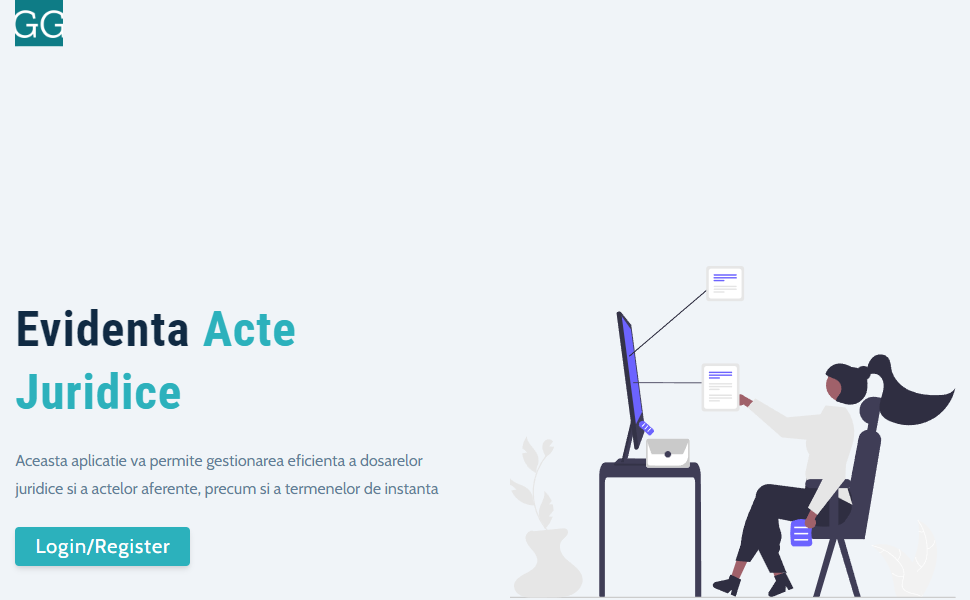 GG
Evidenta Acte
Juridice
Aceasta aplicatie va permite gestionarea eficienta a dosarelor
juridice si a actelor aferente, precum si a termenelor de instanta
Login/Register